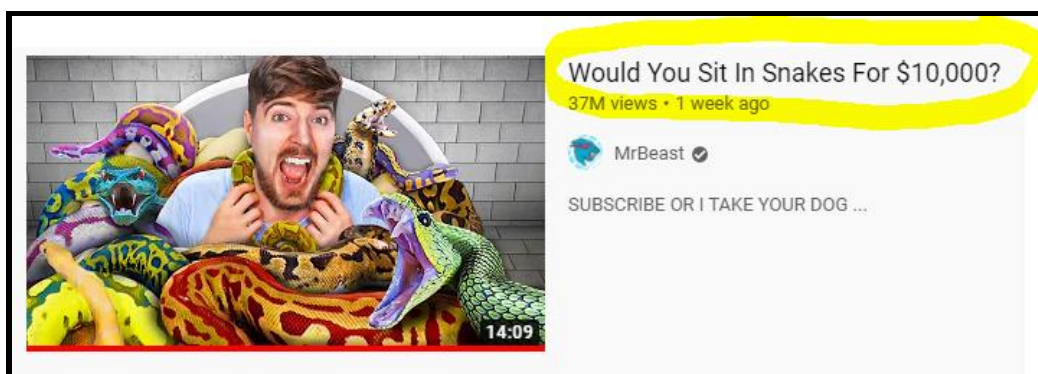 Would You Sit In Snakes For $10,000?
37M views • 1 week ago
MrBeast
SUBSCRIBE OR I TAKE YOUR DOG ...
14:09